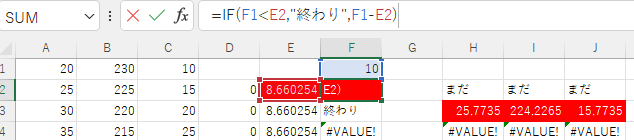 SUM =IF(F1<E2,"終わり",F1-E2)
A B C D E F G H I J
1 20 230 10 10
2 25 225 15 0 8.660254 E2) まだ まだ まだ
3 30 220 20 0 8.660254 終わり 25.7735 224.2265 15.7735
4 35 215 25 0 8.660254 #VALUE! #VALUE! #VALUE! #VALUE!